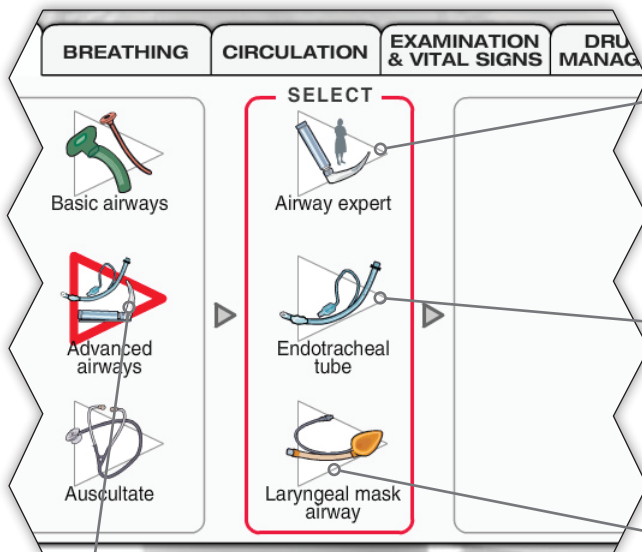 BREATHING
CIRCULATION
EXAMINATION
& VITAL SIGNS
SELECT
Basic airways
Airway expert
Advanced
airways
Endotracheal
tube
Auscultate
Laryngeal mask
airway